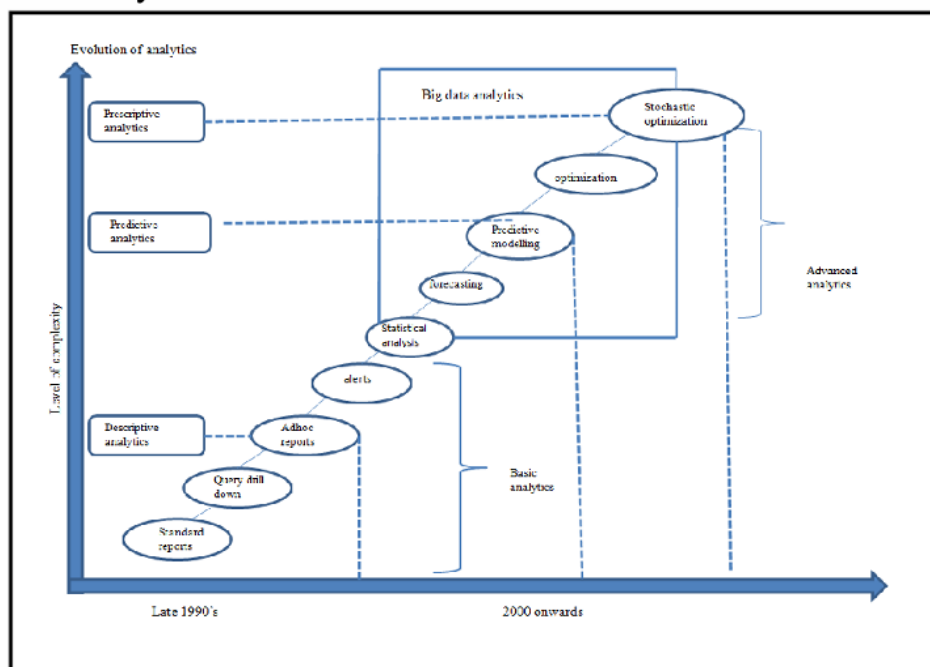 Evolution of analytics
Big data analytics
Prescriptive
analytics
Stochastic
optimization
optimization
Predictive
analytics
Predictive
modelling
Advanced
analytics
forecasting
Statistical
analysis
Level of complexity
alerts
Descriptive
analytics
Adhoc
reports
Basic
analytics
Query drill
down
Standard
reports
Late 1990's
2000 onwards